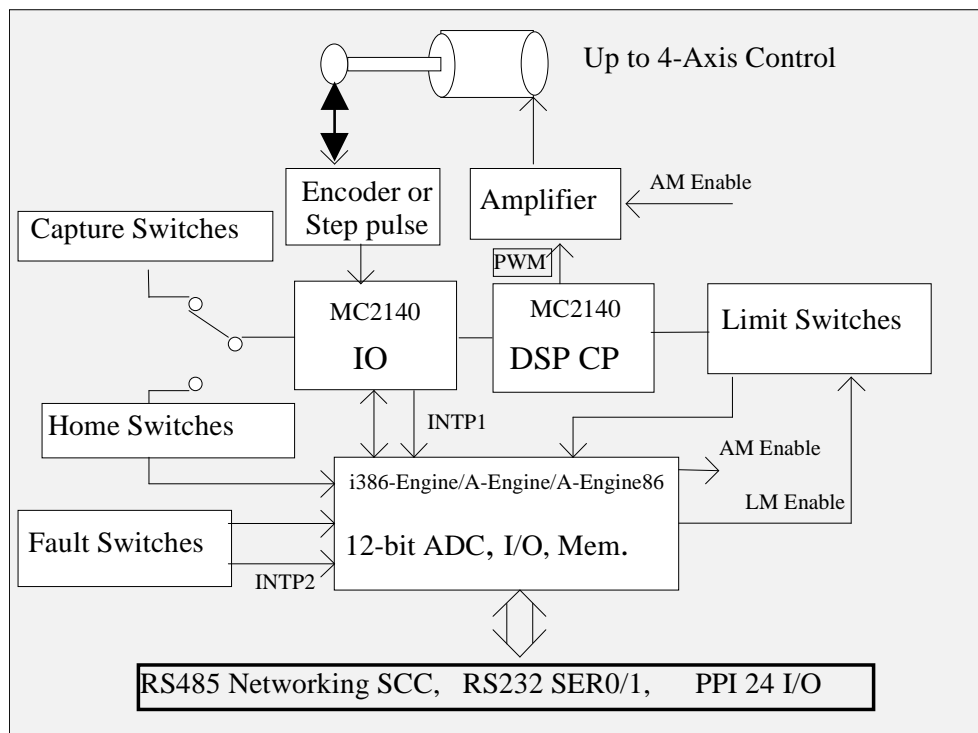 Up to 4-Axis Control
Encoder or
Step pulse
Amplifier
AM Enable
Capture Switches
PWM
MC2140
IO
MC2140
DSP CP
Limit Switches
Home Switches
INTP1
AM Enable
i386-Engine/A-Engine/A-Engine86
LM Enable
12-bit ADC, I/O, Mem.
Fault Switches
INTP2
RS485 Networking SCC, RS232 SER0/1, PPI 24 I/O